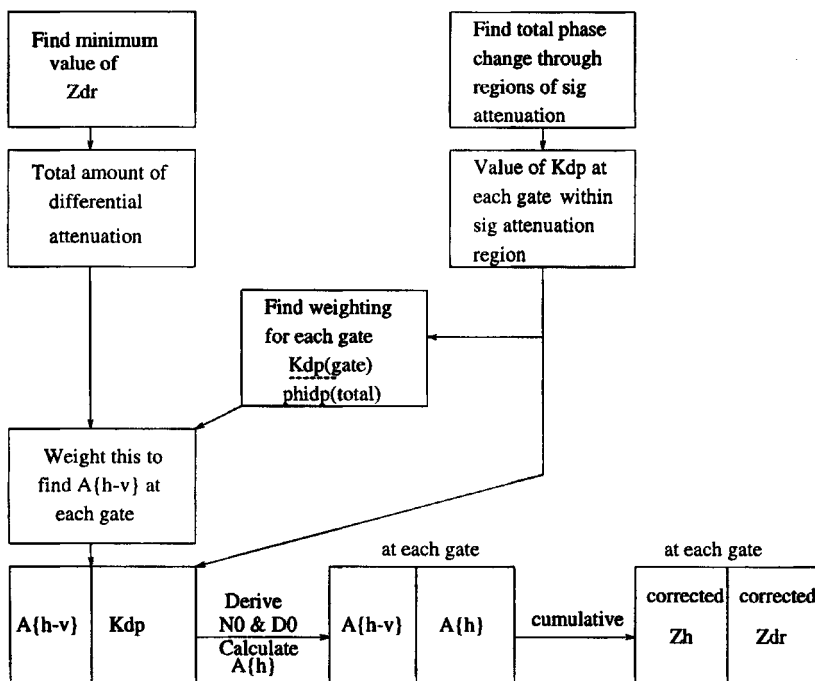 Find minimum
value of
Zdr
Find total phase
change through
regions of sig
attenuation
Total amount of
differential
attenuation
Value of Kdp at
each gate within
sig attenuation
region
Find weighting
for each gate
Kdp(gate)
phidp(total)
Weight this to
find A{h-v} at
each gate
at each gate
at each gate
A{h-v}
Kdp
Derive
N0 & D0
Calculate
A{h}
A{h-v}
A{h}
cumulative
corrected
Zh
corrected
Zdr